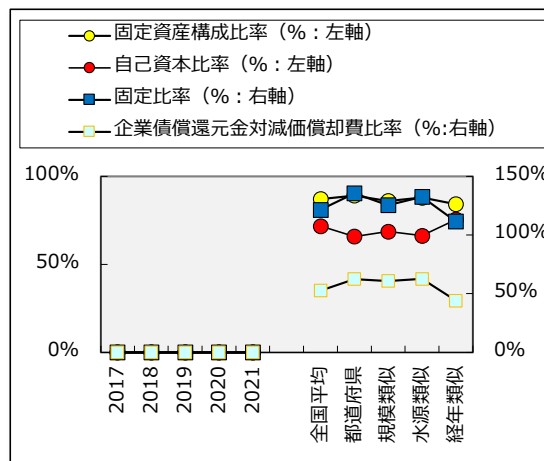 固定資産構成比率（%：左軸）
自己資本比率（%：左軸）
固定比率（%：右軸）
企業債償還元金対減価償却費比率（%:右軸）
100%
50%
0%
150%
100%
50%
0%
2017
2018
2019
2020
2021
全国平均
都道府県
規模類似
水源類似
経年類似